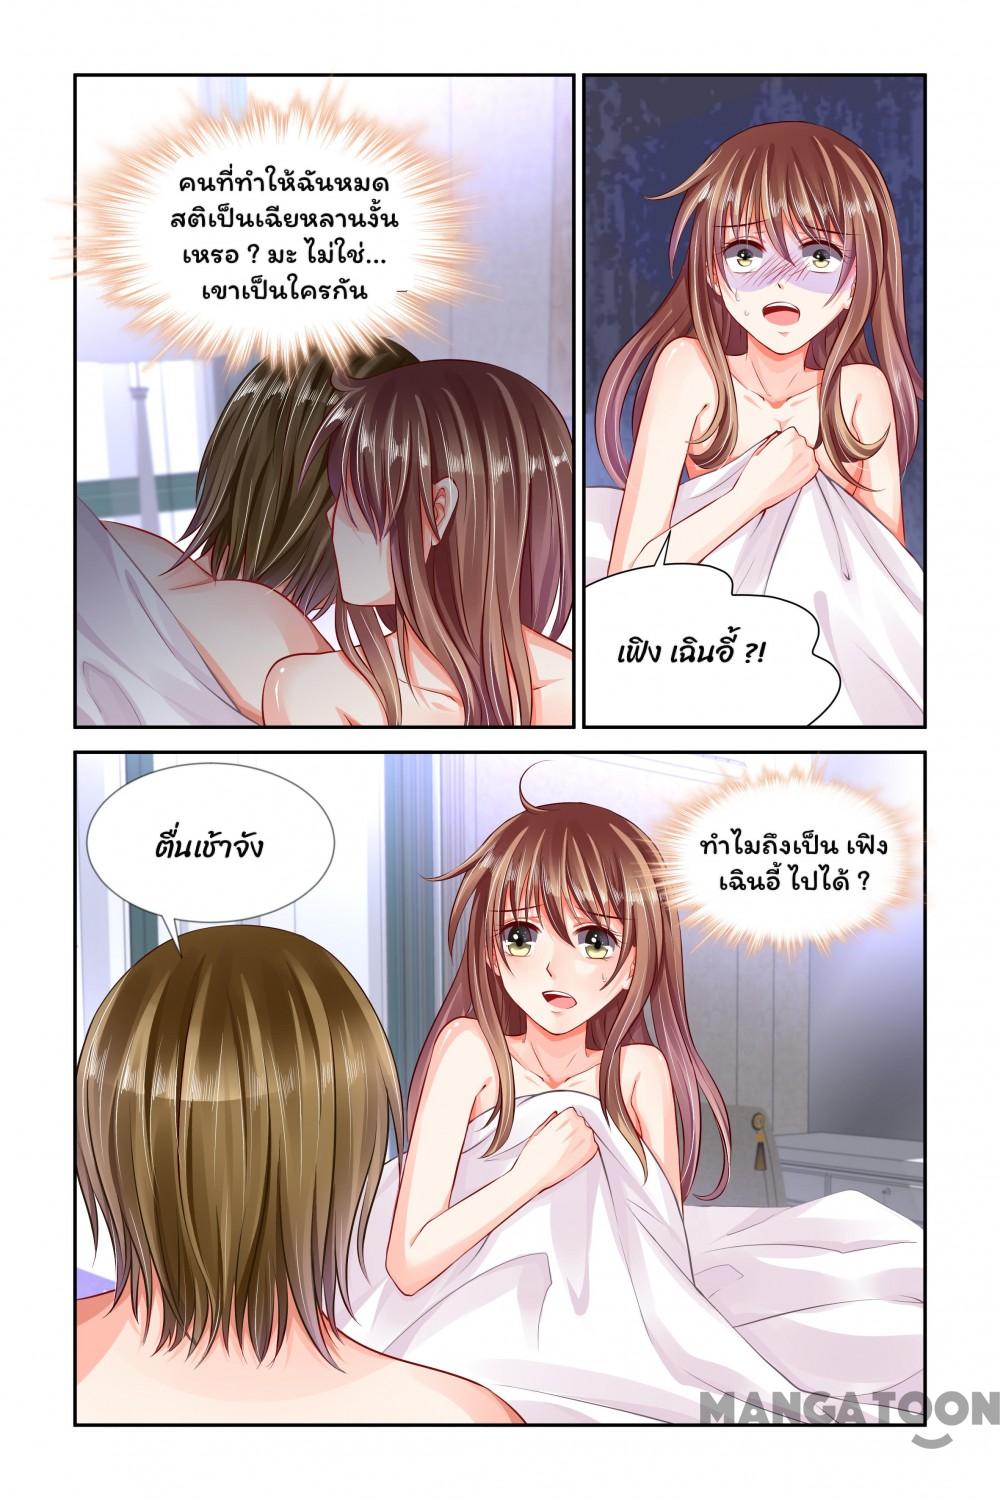 คนที่ทำให้ฉันหมด
สติเป็นเฉียยหลานงั้น
เหรอ ? มะ ไม่ใช่...
เขาเป็นใครกัน
เฟิง เฉินอี้ ?!
ตื่นเช้าจัง
ทำไมถึงเป็น เฟิง
เฉินอี้ ไปได้ ?
MANGATOON